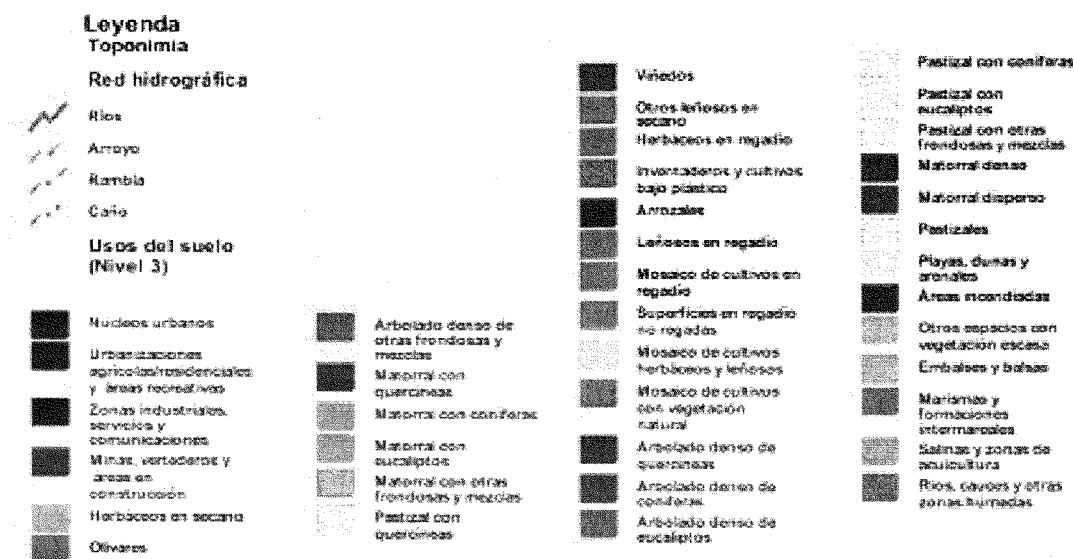 Leyenda
Toponimia
Red hidrográfica
Ríos
Arroyo
Rambla
Caño
Usos del suelo
(Nivel 3)
Nucleos urbanos
Urbanizaciones
agrícolas/residenciales
y áreas recreativas
Zonas industriales,
servicios y
comunicaciones
Minas, vertederos y
áreas en
construcción
Herbáceos en secano
Olivares
Arbolado denso de
otras frondosas y
mezclas
Matorral con
quercíneas
Matorral con coníferas
Matorral con
eucaliptos
Matorral con otras
frondosas y mezclas
Pastizal con
quercíneas
Viñedos
Otros leñosos en
secano
Herbáceos en regadío
Invernaderos y cultivos
bajo plástico
Arrozales
Leñosos en regadío
Mosaico de cultivos en
regadío
Superficies en regadío
no regadas
Mosaico de cultivos
herbáceos y leñosos
Mosaico de cultivos
con vegetación
natural
Arbolado denso de
quercíneas
Arbolado denso de
coníferas
Arbolado denso de
eucaliptos
Pastizal con coníferas
Pastizal con
eucaliptos
Pastizal con otras
frondosas y mezclas
Matorral denso
Matorral disperso
Pastizales
Playas, dunas y
arenales
Áreas incendiadas
Otros espacios con
vegetación escasa
Embalses y balsas
Marismas y
formaciones
intermareales
Salinas y zonas de
acuicultura
Ríos, cauces y otras
zonas húmedas